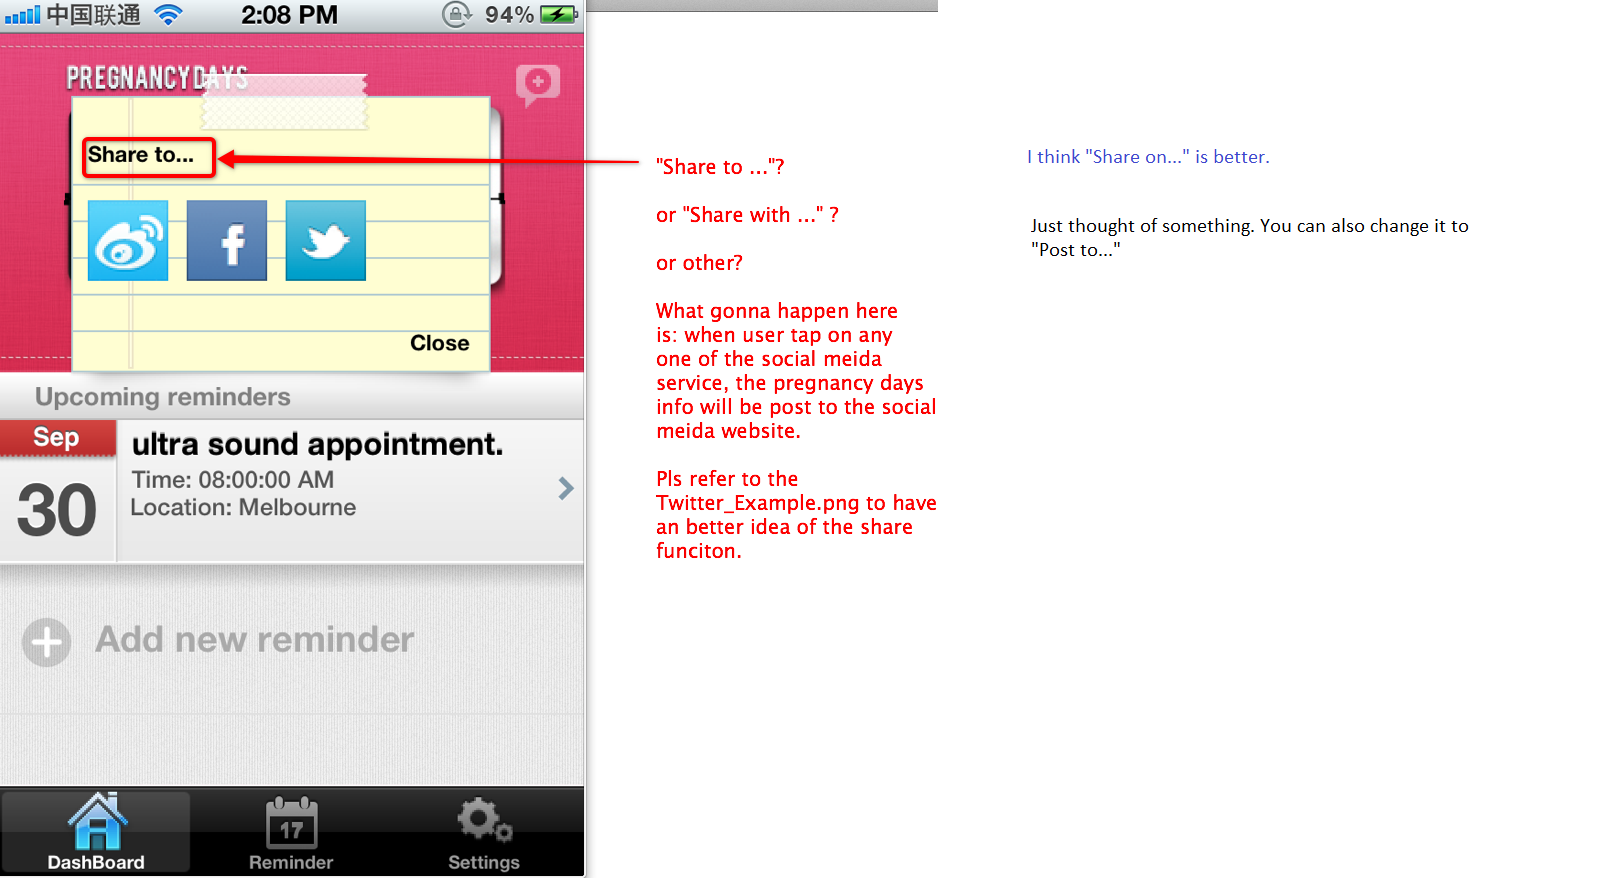 中国联通 2:08 PM 94%
PREGNANCY DAYS
Share to...
f
Close
Upcoming reminders
Sep
30
ultra sound appointment.
Time: 08:00:00 AM
Location: Melbourne
Add new reminder
17
DashBoard Reminder Settings
"Share to ..."?
or "Share with ..." ?
or other?
What gonna happen here
is: when user tap on any
one of the social meida
service, the pregnancy days
info will be post to the social
meida website.
Pls refer to the
Twitter_Example.png to have
an better idea of the share
funciton.
I think "Share on..." is better.
Just thought of something. You can also change it to
"Post to..."